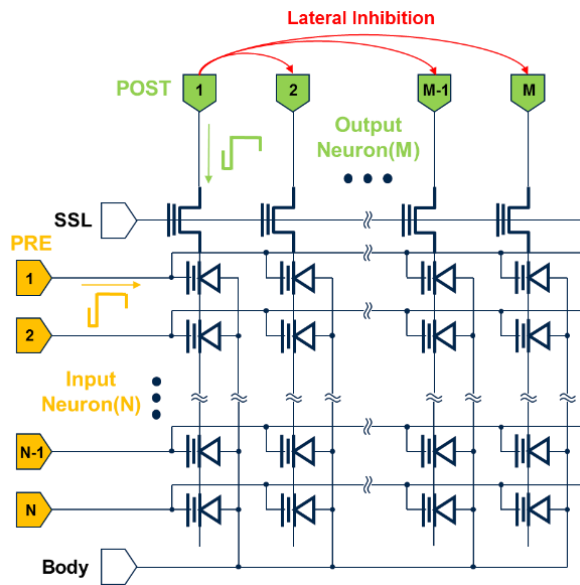 Lateral Inhibition
POST
1
2
M-1
M
Output
Neuron(M)
SSL
PRE
1
2
Input
Neuron(N)
N-1
N
Body